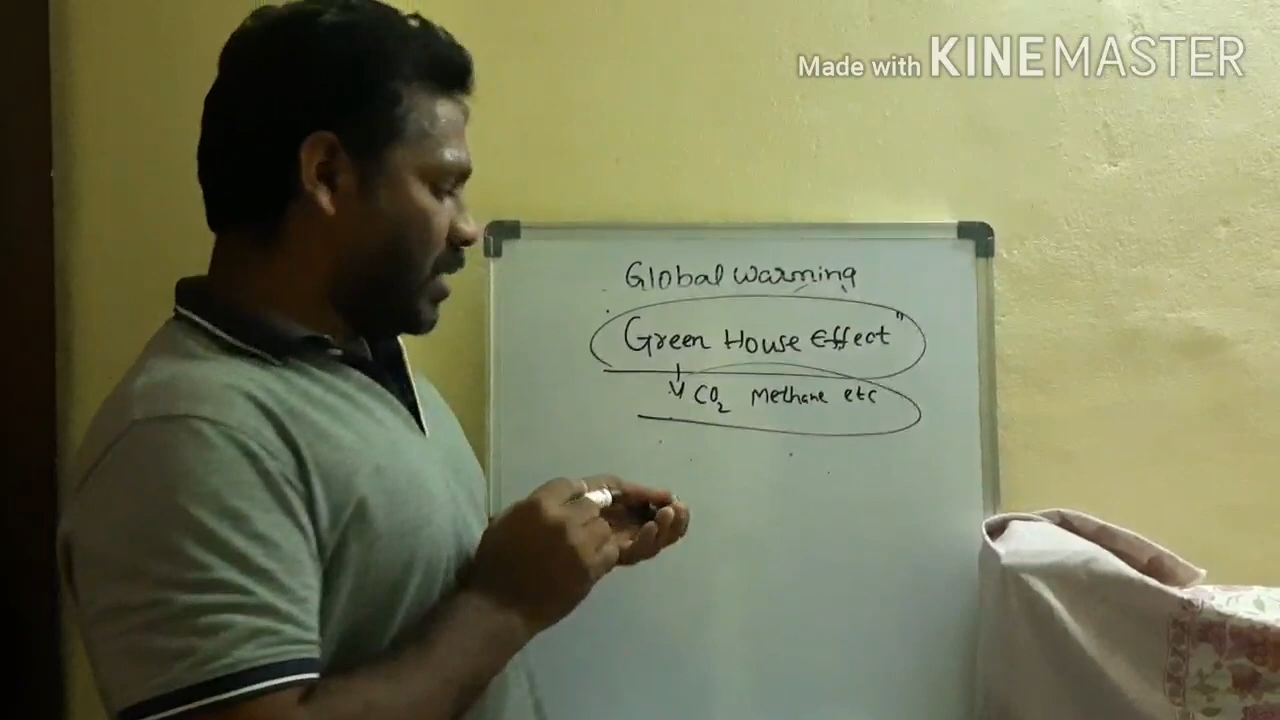 Made with KINEMASTER
Global warming
Green House Effect"
CO2 Methane etc